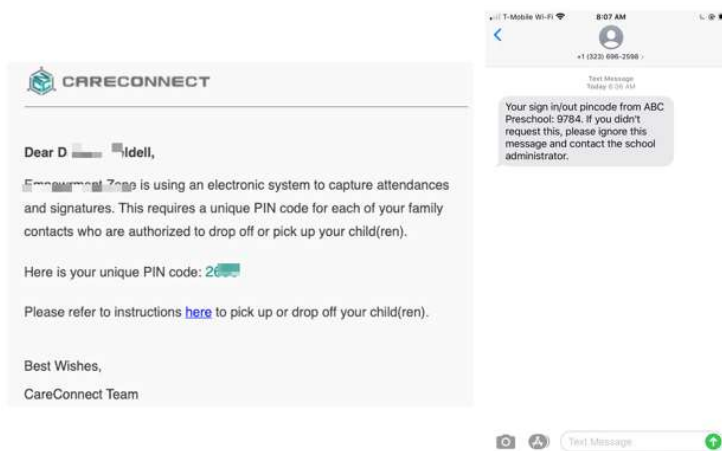 CARECONNECT
Dear D ldell,
is using an electronic system to capture attendances
and signatures. This requires a unique PIN code for each of your family
contacts who are authorized to drop off or pick up your child(ren).
Here is your unique PIN code:
Please refer to instructions here to pick up or drop off your child(ren).
Best Wishes,
CareConnect Team
T-Mobile Wi-Fi 8:07 AM
+1 (323) 696-2598 >
Text Message
Today 8:06 AM
Your sign in/out pincode from ABC
Preschool: 9784. If you didn't
request this, please ignore this
message and contact the school
administrator.
Text Message